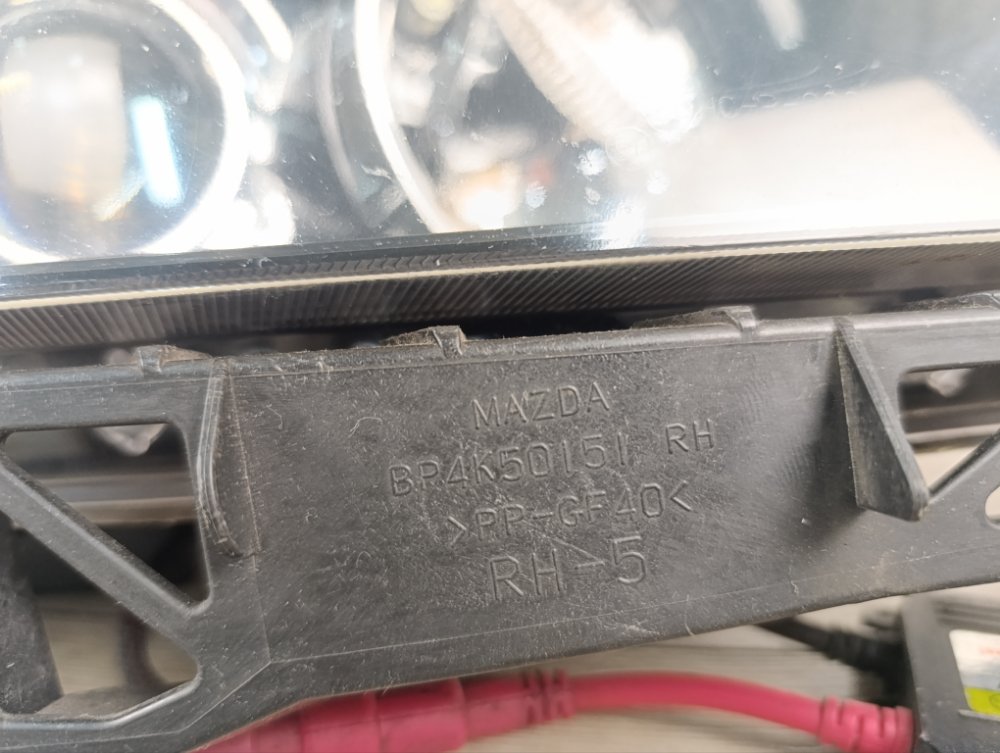 MAZDA
BP4K50151 RH
>PP-GF40<
RH-5